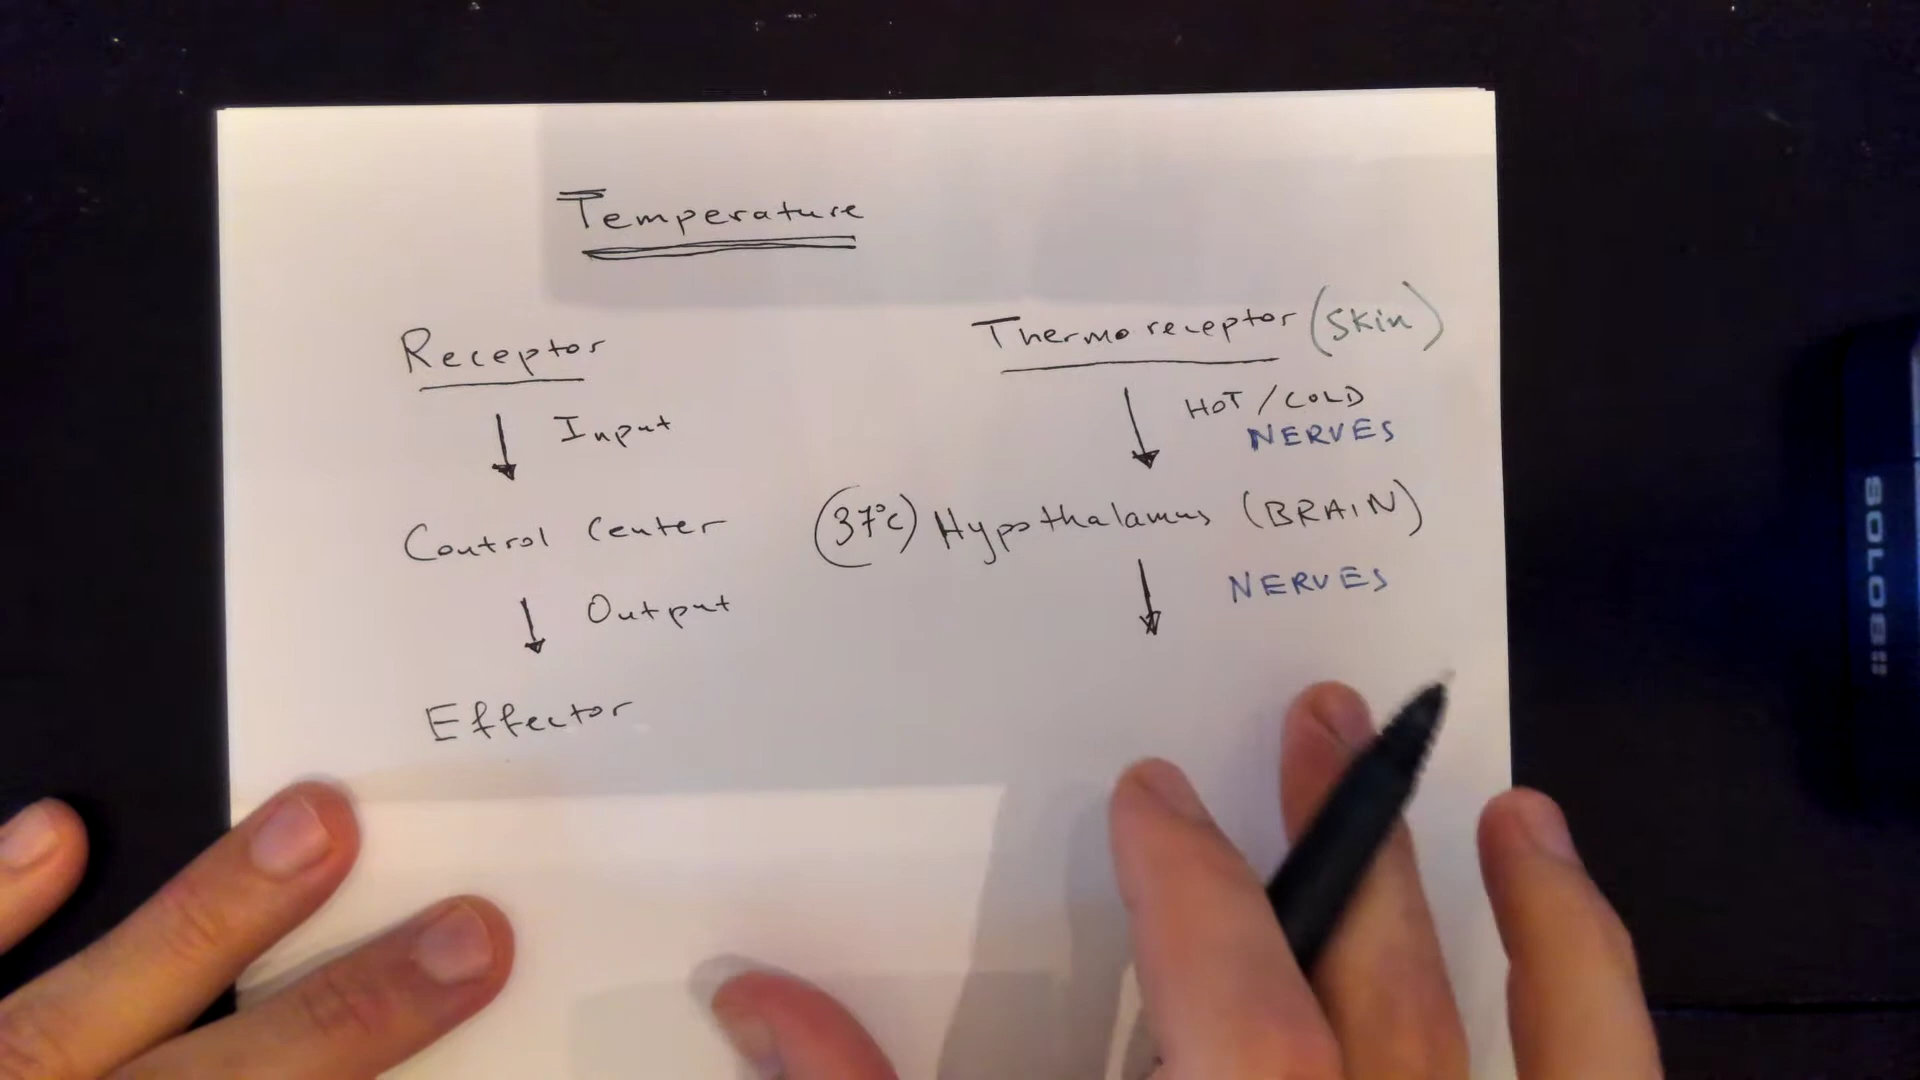 Temperature
Receptor
Input
Control Center
Output
Effector
Thermoreceptor (Skin)
HOT / COLD
NERVES
(37°C) Hypothalamus (BRAIN)
NERVES